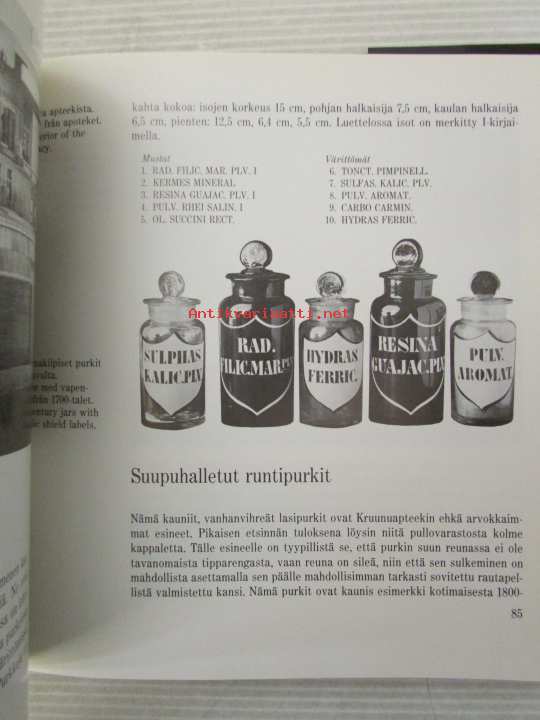 a apteekista.
från apoteket.
erior of the
cy.
kahta kokoa: isojen korkeus 15 cm, pohjan halkaisija 7,5 cm, kaulan halkaisija
6,5 cm, pienten: 12,5 cm, 6,4 cm, 5,5 cm. Luettelossa isot on merkitty I-kirjai-
mella.
Mustat
1. RAD. FILIC. MAR. PLV. I
2. KERMES MINERAL
3. RESINA GUAJAC. PLV. I
4. PULV. RHEI SALIN. I
5. OL. SUCCINI RECT.
Värittömät
6. TONCT. PIMPINELL.
7. SULFAS. KALIC. PLV.
8. PULV. AROMAT.
9. CARBO CARMIN.
10. HYDRAS FERRIC.
Antikvariaatti.net
SULPHAS
KALIC.PLV.
RAD.
FILIC.MAR.PLV
HYDRAS
FERRIC.
RESINA
GUAJAC.PLV.
PULV.
AROMAT.
nakilpiset purkit
vulta.
ne med vapen-
från 1700-talet.
entury jars with
ic shield labels.
Suupuhalletut runtipurkit
Nämä kauniit, vanhanvihreät lasipurkit ovat Kruunuapteekin ehkä arvokkaim-
mat esineet. Pikaisen etsinnän tuloksena löysin niitä pullovarastosta kolme
kappaletta. Tälle esineelle on tyypillistä se, että purkin suun reunassa ei ole
tavanomaista tipparengasta, vaan reuna on sileä, niin että sen sulkeminen on
mahdollista asettamalla sen päälle mahdollisimman tarkasti sovitettu rautapel-
listä valmistettu kansi. Nämä purkit ovat kaunis esimerkki kotimaisesta 1800-
85